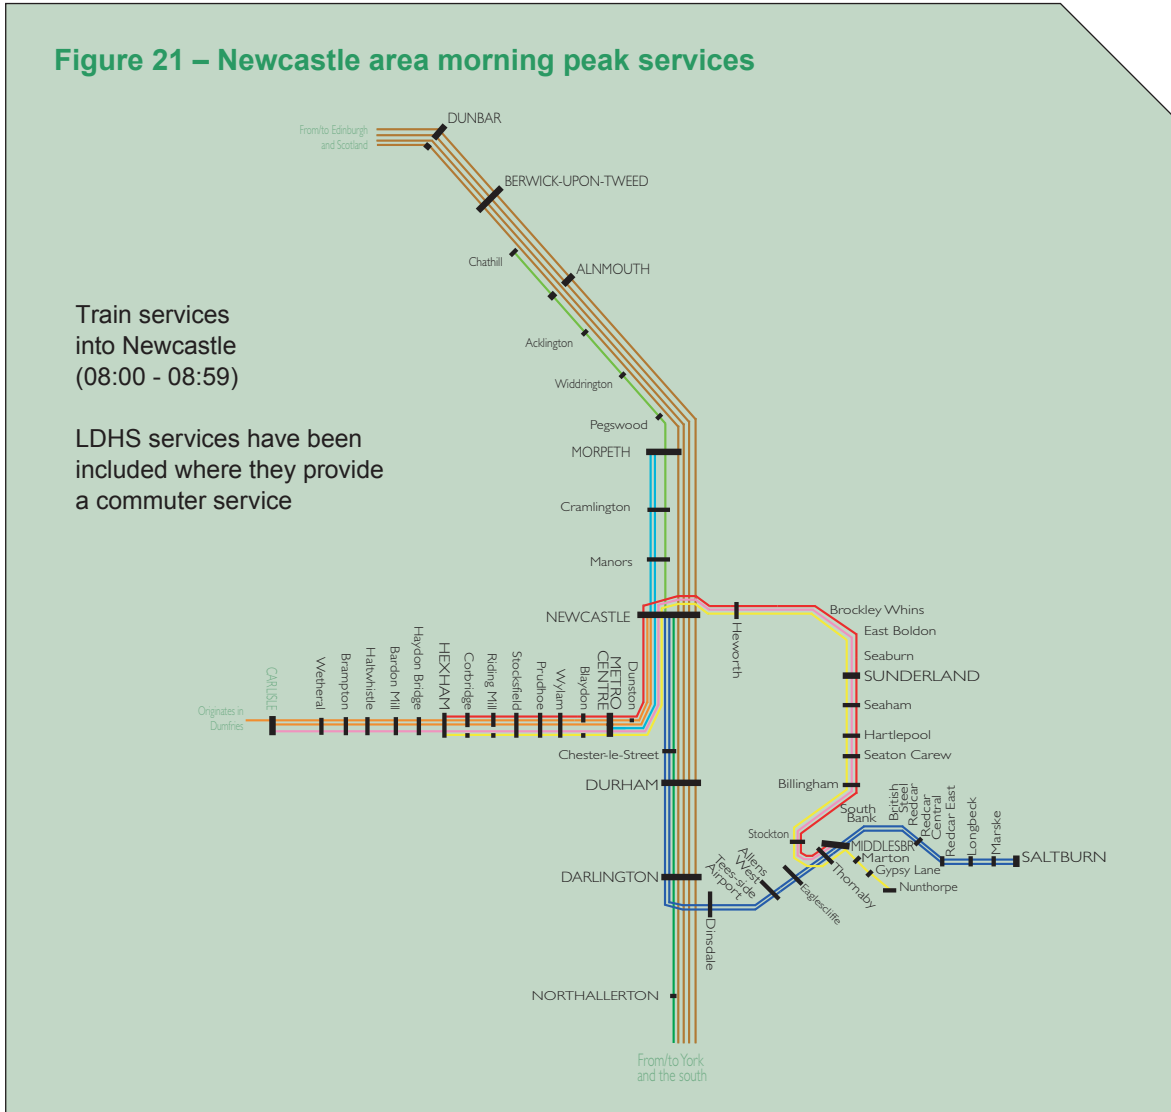 Figure 21 – Newcastle area morning peak services
From/to Edinburgh
and Scotland
DUNBAR
BERWICK-UPON-TWEED
Chathill
ALNMOUTH
Train services
into Newcastle
(08:00 - 08:59)
LDHS services have been
included where they provide
a commuter service
Acklington
Widdrington
Pegswood
MORPETH
Cramlington
Manors
NEWCASTLE
Heworth
Brockley Whins
East Boldon
Seaburn
SUNDERLAND
Seaham
Hartlepool
Seaton Carew
Billingham
Stockton
Originates in
Dumfries
CARLISLE
Wetheral
Brampton
Haltwhistle
Bardon Mill
Haydon Bridge
HEXHAM
Corbridge
Riding Mill
Stocksfield
Prudhoe
Wylam
Blaydon
METRO
CENTRE
Dunston
Chester-le-Street
DURHAM
DARLINGTON
Dinsdale
Tees-side
Airport
Allens
West
Eaglescliffe
Thornaby
MIDDLESBR
Marton
Gypsy Lane
Nunthorpe
South
Bank
British
Steel
Redcar
Redcar
Central
Redcar East
Longbeck
Marske
SALTBURN
NORTHALLERTON
From/to York
and the south